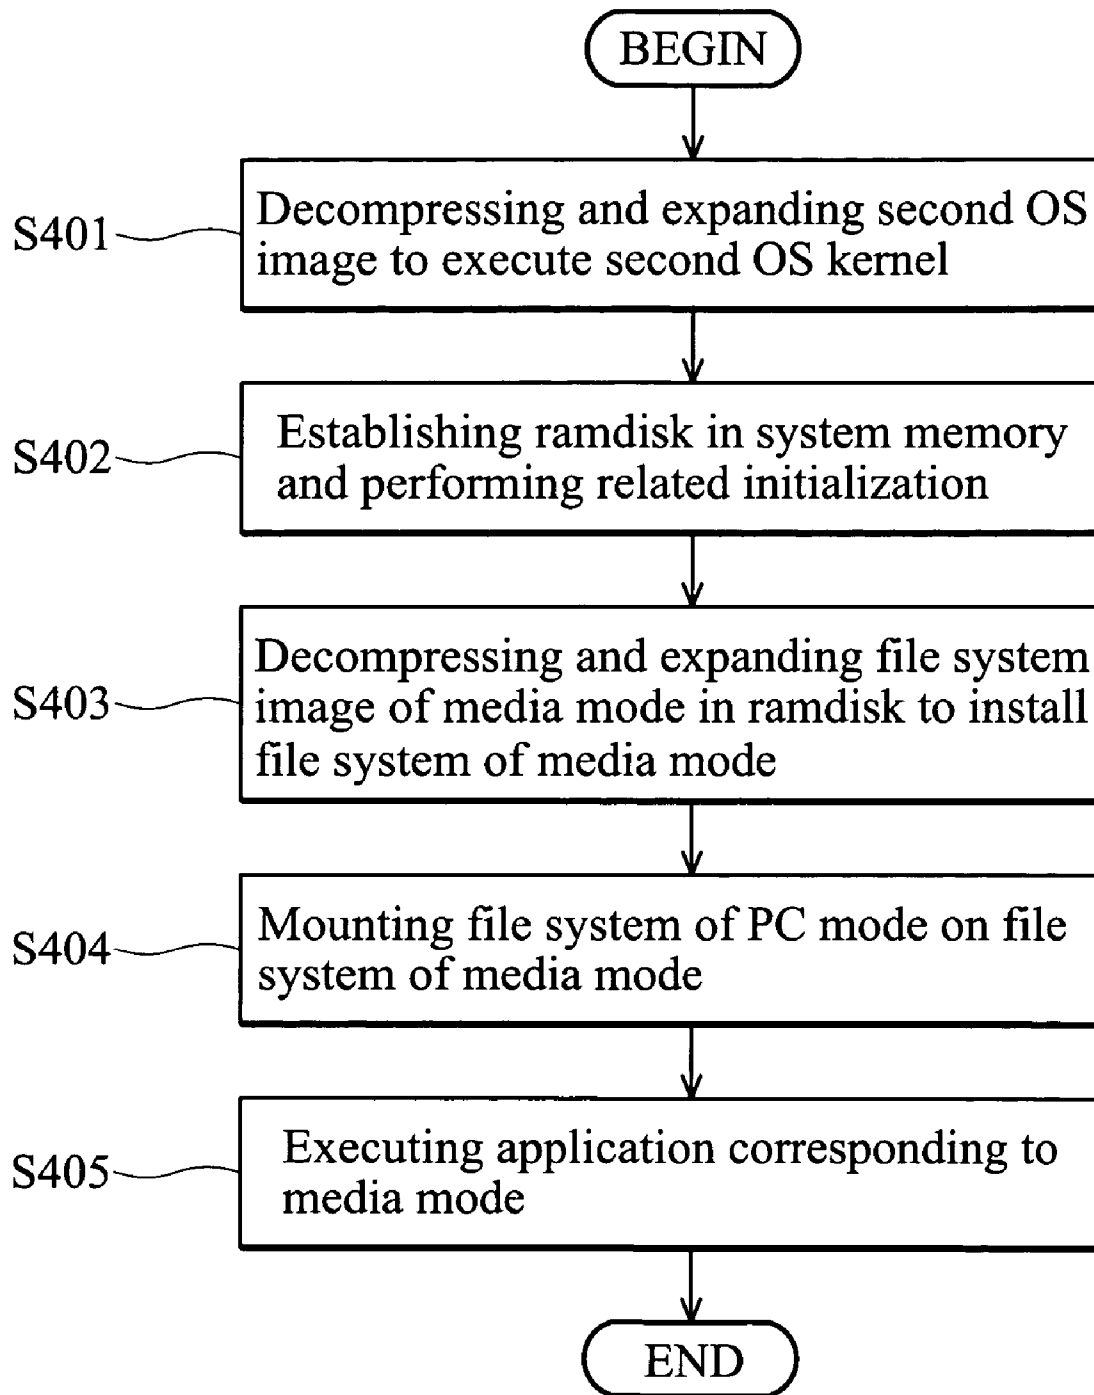 BEGIN
S401
Decompressing and expanding second OS
image to execute second OS kernel
S402
Establishing ramdisk in system memory
and performing related initialization
S403
Decompressing and expanding file system
image of media mode in ramdisk to install
file system of media mode
S404
Mounting file system of PC mode on file
system of media mode
S405
Executing application corresponding to
media mode
END